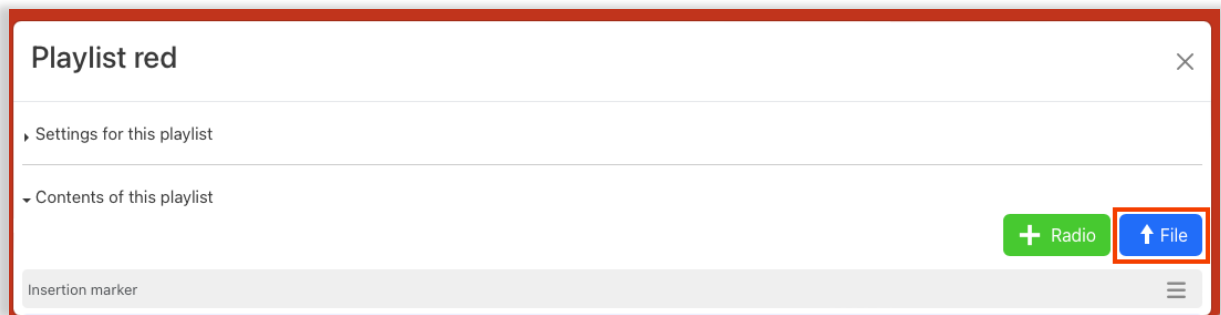 Playlist red
Settings for this playlist
Contents of this playlist
Radio
File
Insertion marker